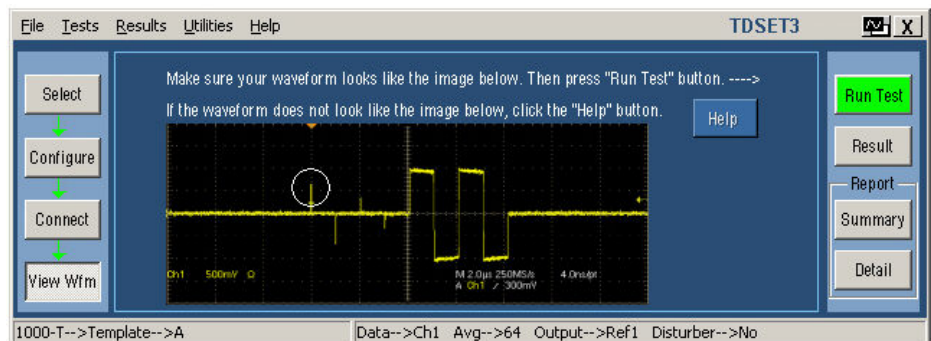 File Tests Results Utilities Help TDSET3 X
Make sure your waveform looks like the image below. Then press "Run Test" button. ---->
If the waveform does not look like the image below, click the "Help" button.
Help
Select
Configure
Connect
View Wfm
Ch1 500mV Ω
M 2.0µs 250MS/s 4.0ns/pt
A Ch1 / 300mV
Run Test
Result
Report
Summary
Detail
1000-T-->Template-->A
Data-->Ch1 Avg-->64 Output-->Ref1 Disturber-->No